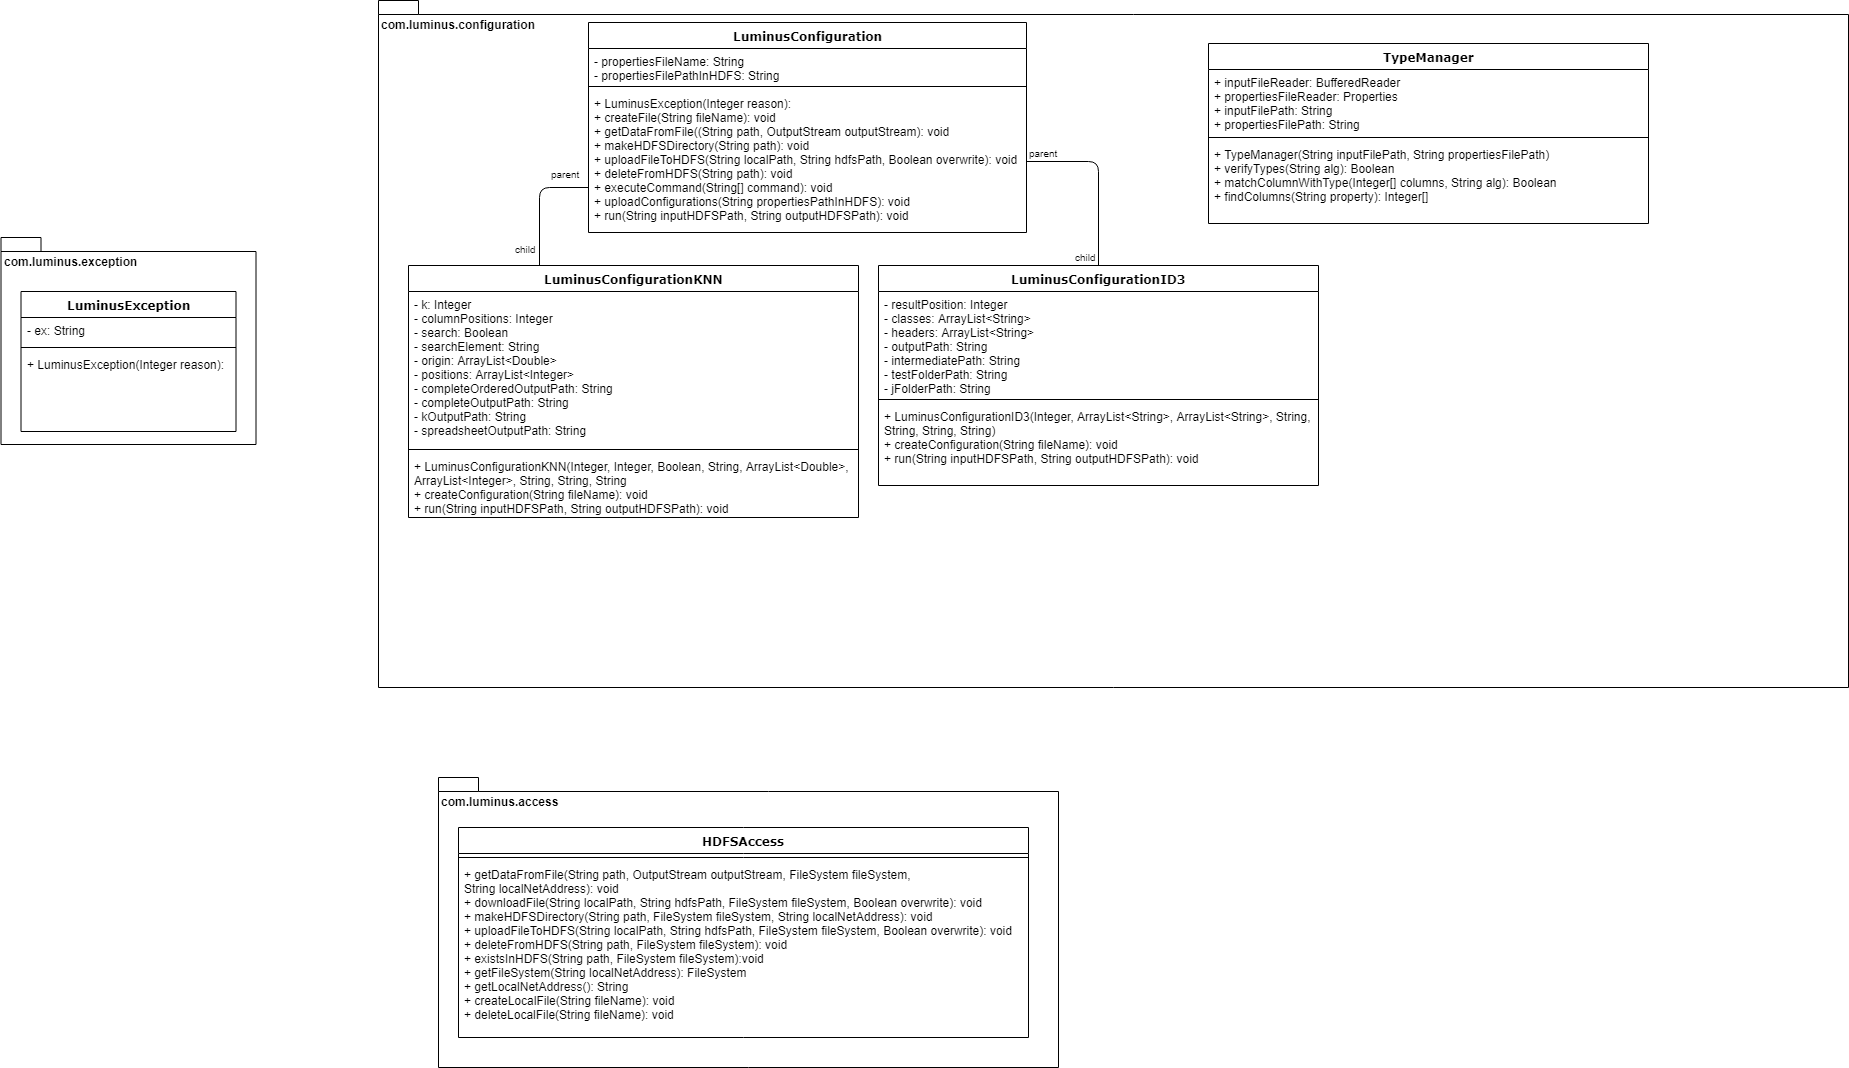 com.luminus.configuration
LuminusConfiguration
- propertiesFileName: String
- propertiesFilePathInHDFS: String
+ LuminusException(Integer reason):
+ createFile(String fileName): void
+ getDataFromFile((String path, OutputStream outputStream): void
+ makeHDFSDirectory(String path): void
+ uploadFileToHDFS(String localPath, String hdfsPath, Boolean overwrite): void
+ deleteFromHDFS(String path): void
+ executeCommand(String[] command): void
+ uploadConfigurations(String propertiesPathInHDFS): void
+ run(String inputHDFSPath, String outputHDFSPath): void
TypeManager
+ inputFileReader: BufferedReader
+ propertiesFileReader: Properties
+ inputFilePath: String
+ propertiesFilePath: String
+ TypeManager(String inputFilePath, String propertiesFilePath)
+ verifyTypes(String alg): Boolean
+ matchColumnWithType(Integer[] columns, String alg): Boolean
+ findColumns(String property): Integer[]
parent
child
parent
child
com.luminus.exception
LuminusException
- ex: String
+ LuminusException(Integer reason):
LuminusConfigurationKNN
- k: Integer
- columnPositions: Integer
- search: Boolean
- searchElement: String
- origin: ArrayList<Double>
- positions: ArrayList<Integer>
- completeOrderedOutputPath: String
- completeOutputPath: String
- kOutputPath: String
- spreadsheetOutputPath: String
+ LuminusConfigurationKNN(Integer, Integer, Boolean, String, ArrayList<Double>,
ArrayList<Integer>, String, String, String
+ createConfiguration(String fileName): void
+ run(String inputHDFSPath, String outputHDFSPath): void
LuminusConfigurationID3
- resultPosition: Integer
- classes: ArrayList<String>
- headers: ArrayList<String>
- outputPath: String
- intermediatePath: String
- testFolderPath: String
- jFolderPath: String
+ LuminusConfigurationID3(Integer, ArrayList<String>, ArrayList<String>, String,
String, String, String)
+ createConfiguration(String fileName): void
+ run(String inputHDFSPath, String outputHDFSPath): void
com.luminus.access
HDFSAccess
+ getDataFromFile(String path, OutputStream outputStream, FileSystem fileSystem,
String localNetAddress): void
+ downloadFile(String localPath, String hdfsPath, FileSystem fileSystem, Boolean overwrite): void
+ makeHDFSDirectory(String path, FileSystem fileSystem, String localNetAddress): void
+ uploadFileToHDFS(String localPath, String hdfsPath, FileSystem fileSystem, Boolean overwrite): void
+ deleteFromHDFS(String path, FileSystem fileSystem): void
+ existsInHDFS(String path, FileSystem fileSystem):void
+ getFileSystem(String localNetAddress): FileSystem
+ getLocalNetAddress(): String
+ createLocalFile(String fileName): void
+ deleteLocalFile(String fileName): void